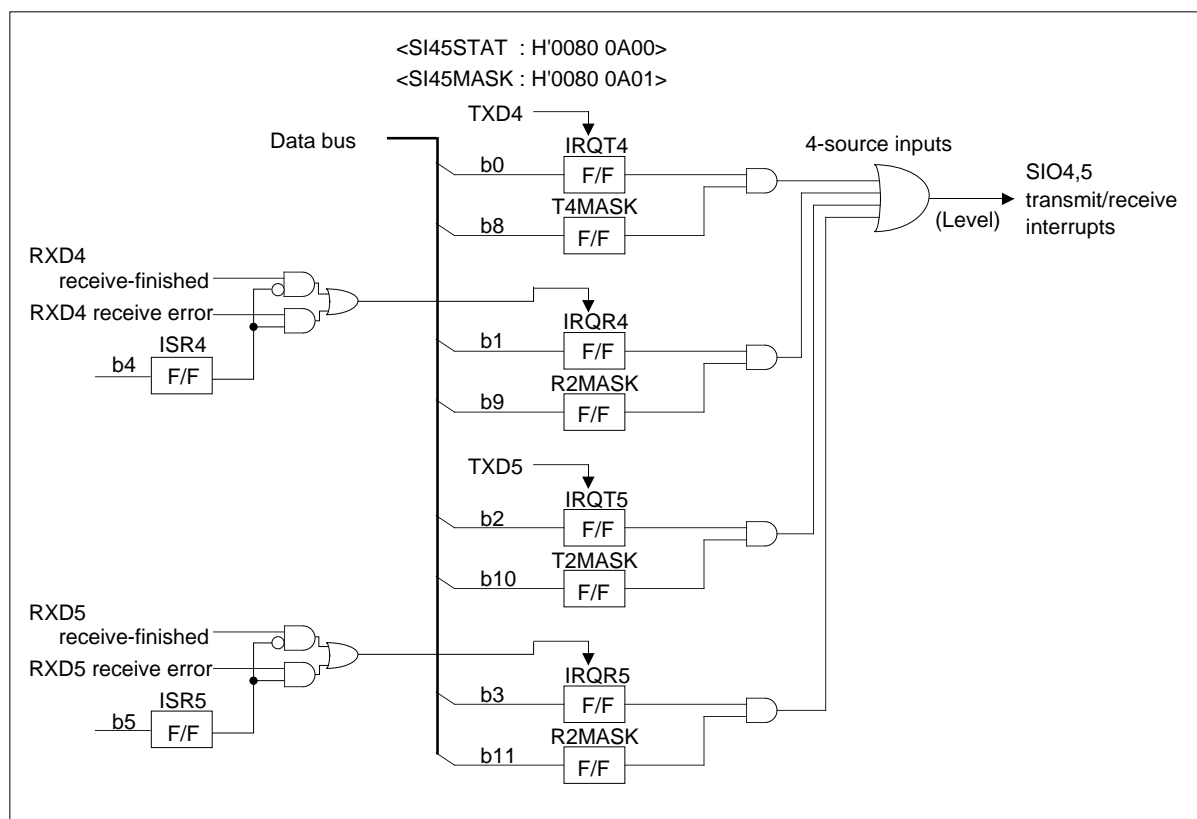 <SI45STAT : H'0080 0A00>
<SI45MASK : H'0080 0A01>
TXD4
Data bus
IRQT4
4-source inputs
b0
F/F
SIO4,5
transmit/receive
interrupts
(Level)
T4MASK
b8
F/F
RXD4
receive-finished
RXD4 receive error
ISR4
b4
F/F
IRQR4
b1
F/F
R2MASK
b9
F/F
TXD5
IRQT5
b2
F/F
T2MASK
b10
F/F
RXD5
receive-finished
RXD5 receive error
ISR5
b5
F/F
IRQR5
b3
F/F
R2MASK
b11
F/F